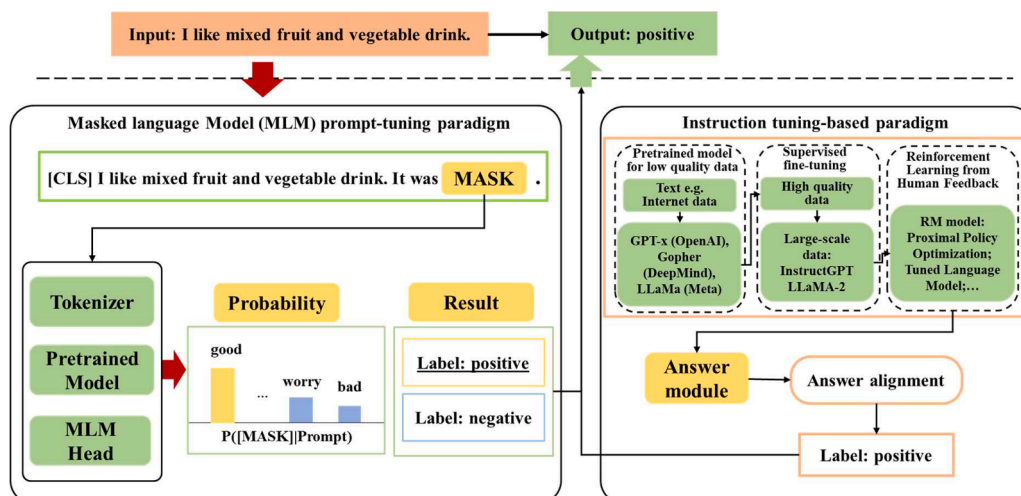 Input: I like mixed fruit and vegetable drink.
Output: positive
Masked language Model (MLM) prompt-tuning paradigm
[CLS] I like mixed fruit and vegetable drink. It was MASK .
Tokenizer
Pretrained
Model
MLM
Head
Probability
good
...
worry
bad
P([MASK]|Prompt)
Result
Label: positive
Label: negative
Instruction tuning-based paradigm
Pretrained model
for low quality data
Text e.g.
Internet data
GPT-x (OpenAI),
Gopher
(DeepMind),
LLaMa (Meta)
Supervised
fine-tuning
High quality
data
Large-scale
data:
InstructGPT
LLaMA-2
Reinforcement
Learning from
Human Feedback
RM model:
Proximal Policy
Optimization;
Tuned Language
Model;...
Answer
module
Answer alignment
Label: positive